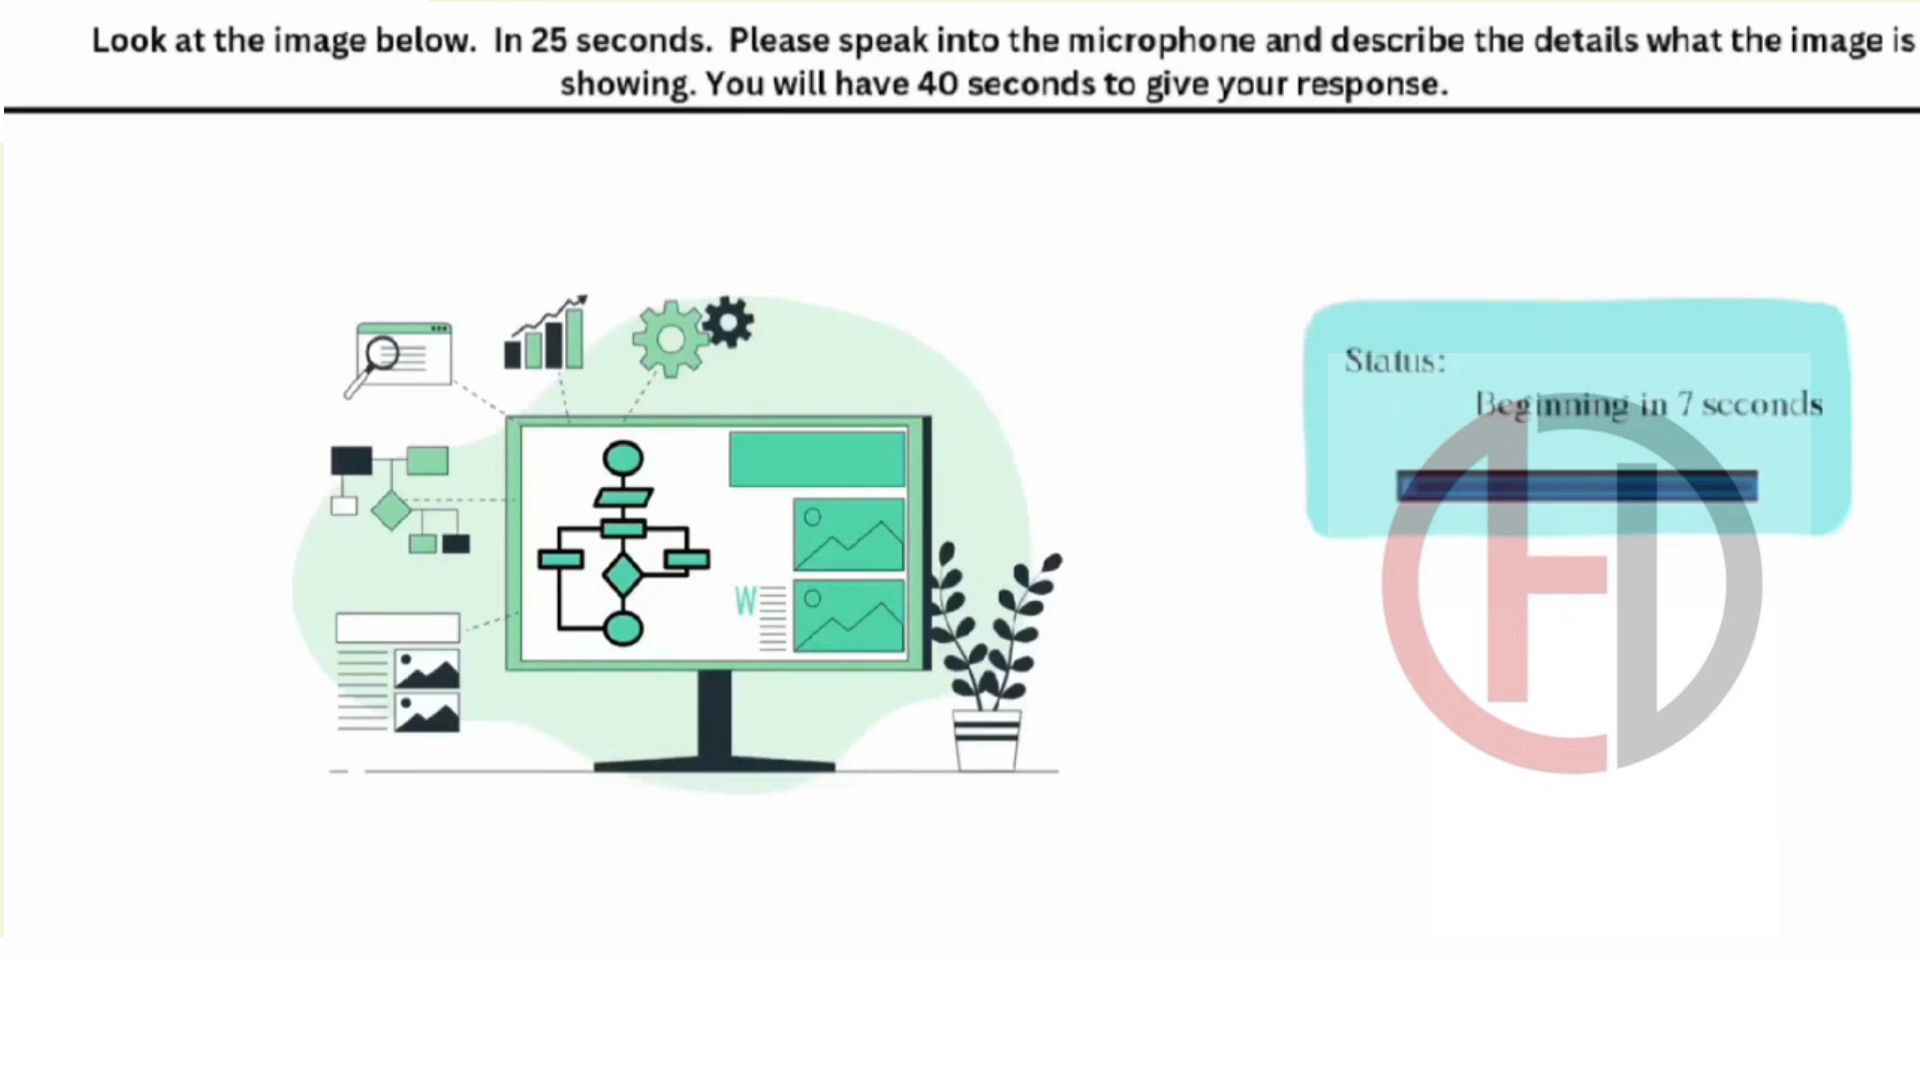 Look at the image below. In 25 seconds. Please speak into the microphone and describe the details what the image is
showing. You will have 40 seconds to give your response.
Status:
Beginning in 7 seconds
W